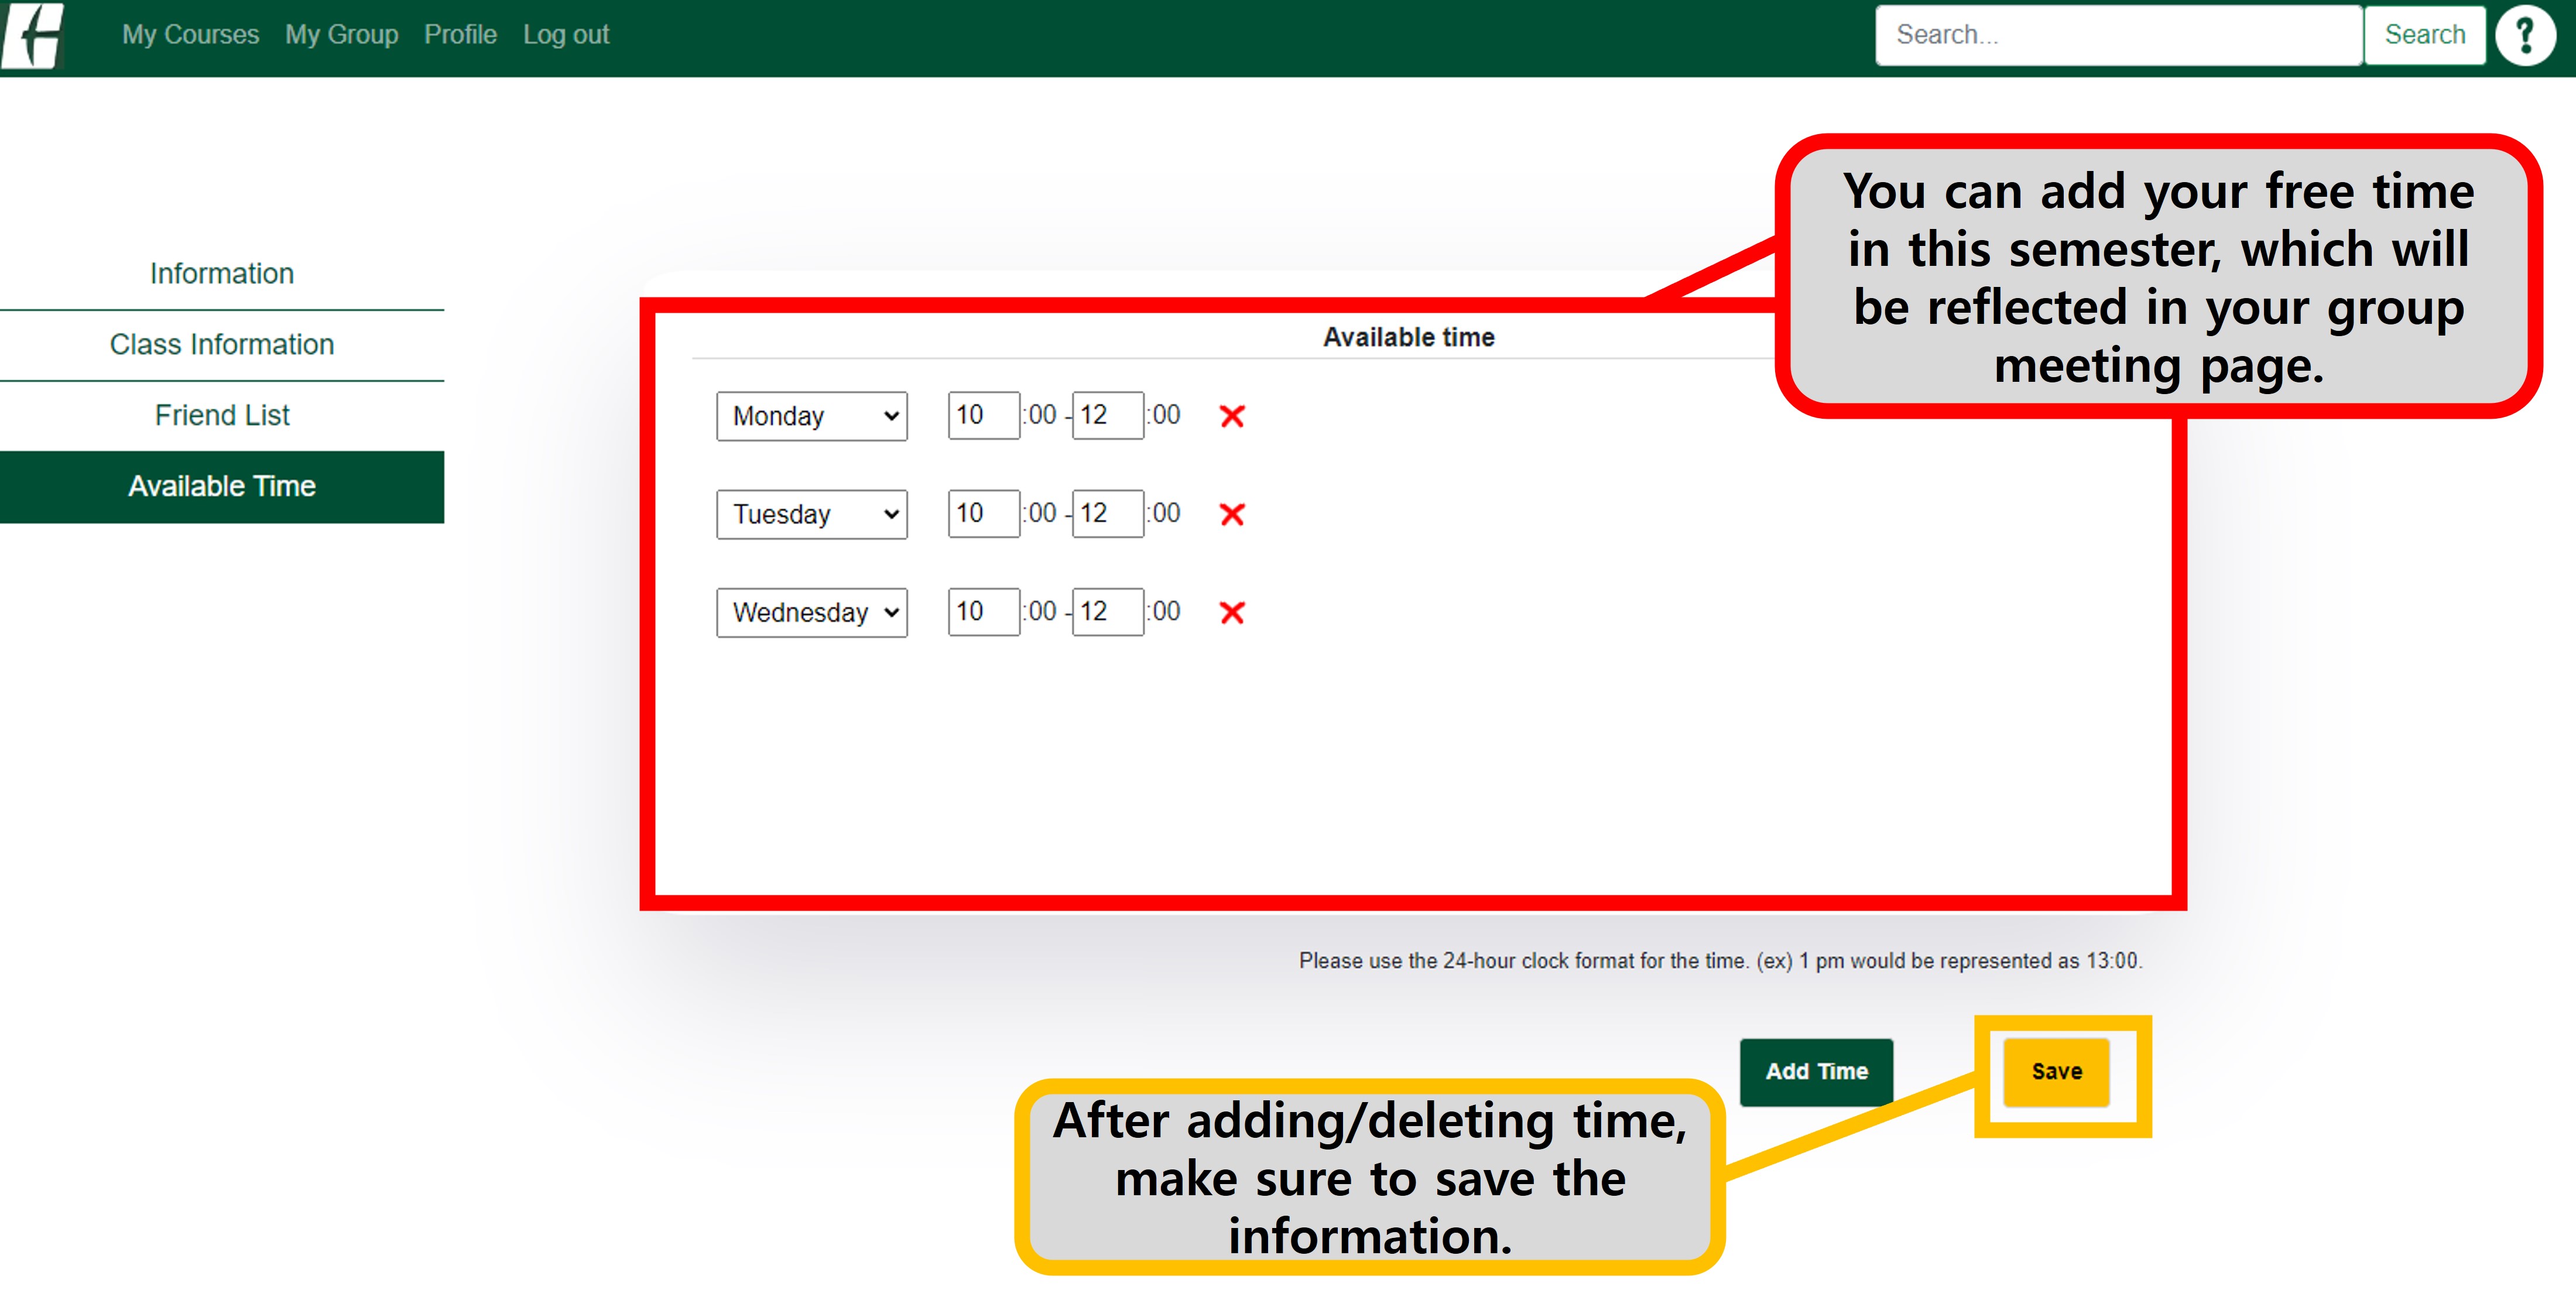 My Courses My Group Profile Log out
Search... Search ?
You can add your free time
in this semester, which will
be reflected in your group
meeting page.
Information
Class Information
Friend List
Available Time
Available time
Monday 10 :00 - 12 :00
Tuesday 10 :00 - 12 :00
Wednesday 10 :00 - 12 :00
Please use the 24-hour clock format for the time. (ex) 1 pm would be represented as 13:00.
Add Time Save
After adding/deleting time,
make sure to save the
information.